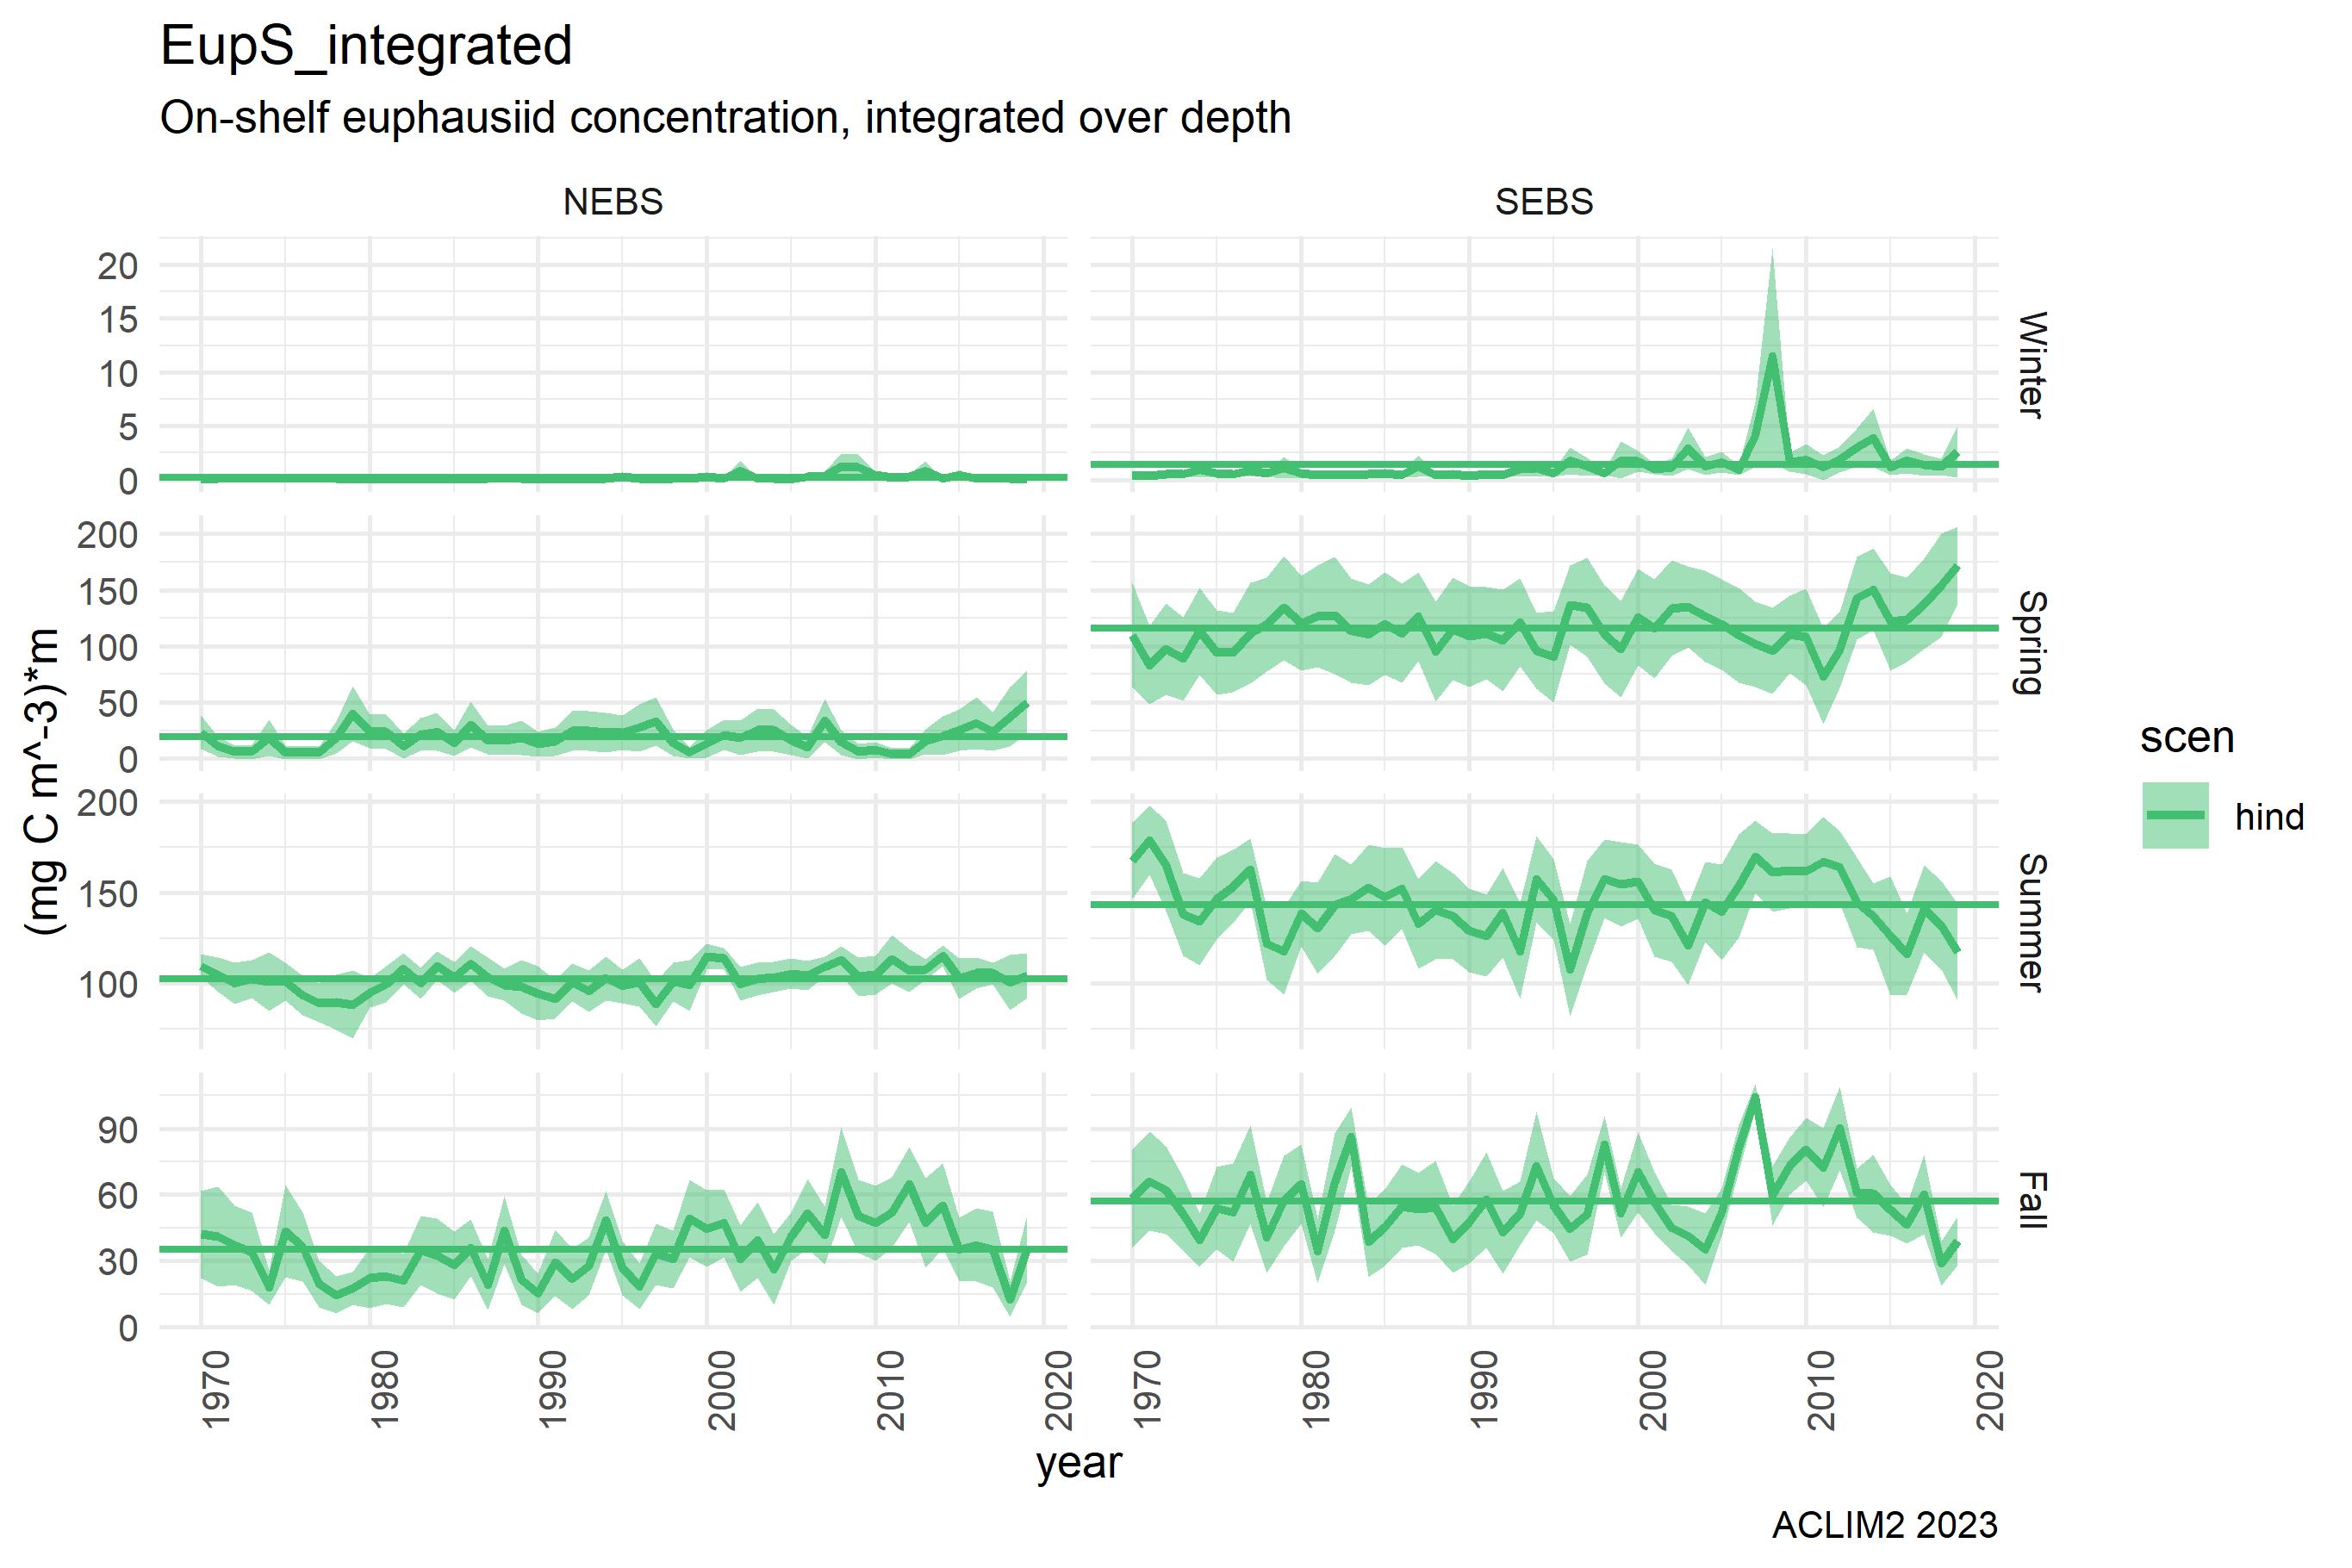 EupS_integrated
On-shelf euphausiid concentration, integrated over depth
NEBS
SEBS
20
15
10
5
0
Winter
200
150
100
50
0
Spring
200
150
100
Summer
90
60
30
0
Fall
(mg C m^-3)*m
1970
1980
1990
2000
2010
2020
1970
1980
1990
2000
2010
2020
year
scen
hind
ACLIM2 2023